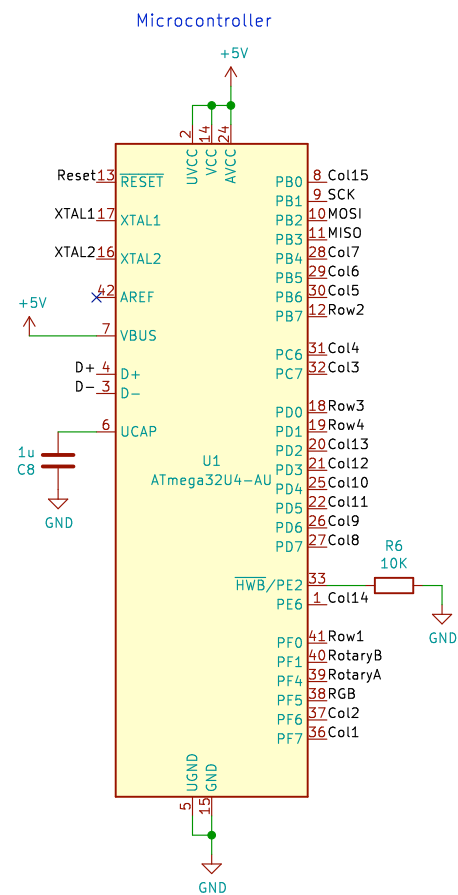 Microcontroller
+5V
2
14
24
UVCC
VCC
AVCC
Reset 13 RESET
XTAL1 17 XTAL1
XTAL2 16 XTAL2
42 AREF
+5V
7 VBUS
D+ 4 D+
D- 3 D-
6 UCAP
1u
C8
GND
U1
ATmega32U4-AU
PB0 8 Col15
PB1 9 SCK
PB2 10 MOSI
PB3 11 MISO
PB4 28 Col7
PB5 29 Col6
PB6 30 Col5
PB7 12 Row2
PC6 31 Col4
PC7 32 Col3
PD0 18 Row3
PD1 19 Row4
PD2 20 Col13
PD3 21 Col12
PD4 25 Col10
PD5 22 Col11
PD6 26 Col9
PD7 27 Col8
HWB/PE2 33
R6
10K
GND
PE6 1 Col14
PF0 41 Row1
PF1 40 RotaryB
PF4 39 RotaryA
PF5 38 RGB
PF6 37 Col2
PF7 36 Col1
UGND
GND
5
15
GND